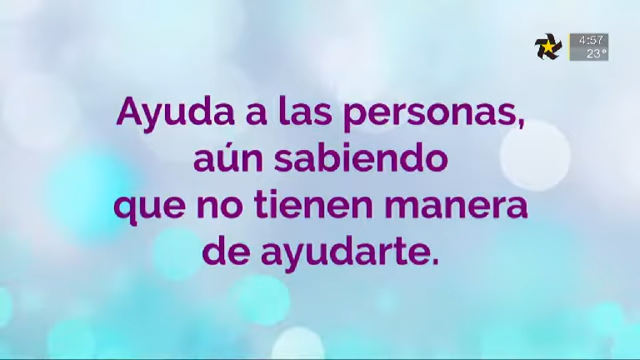 4:57
23°
Ayuda a las personas,
aún sabiendo
que no tienen manera
de ayudarte.